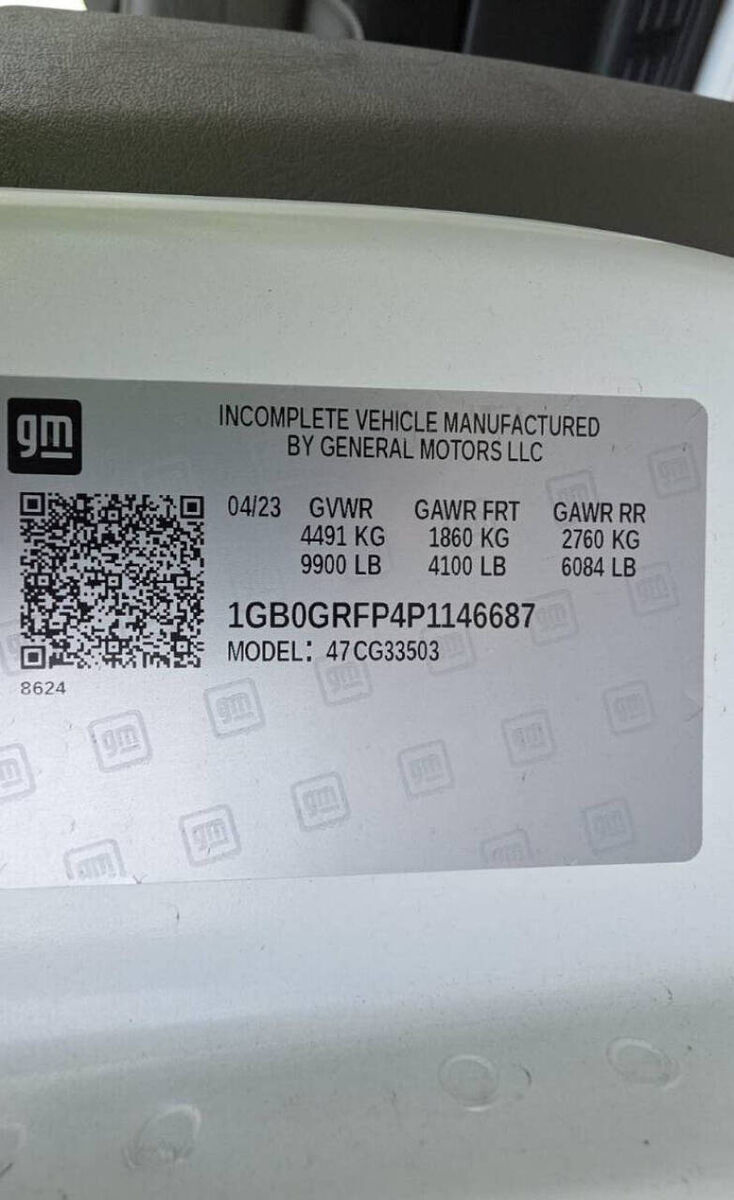 gm
INCOMPLETE VEHICLE MANUFACTURED
BY GENERAL MOTORS LLC
04/23 GVWR GAWR FRT GAWR RR
4491 KG 1860 KG 2760 KG
9900 LB 4100 LB 6084 LB
1GB0GRFP4P1146687
MODEL: 47CG33503
8624